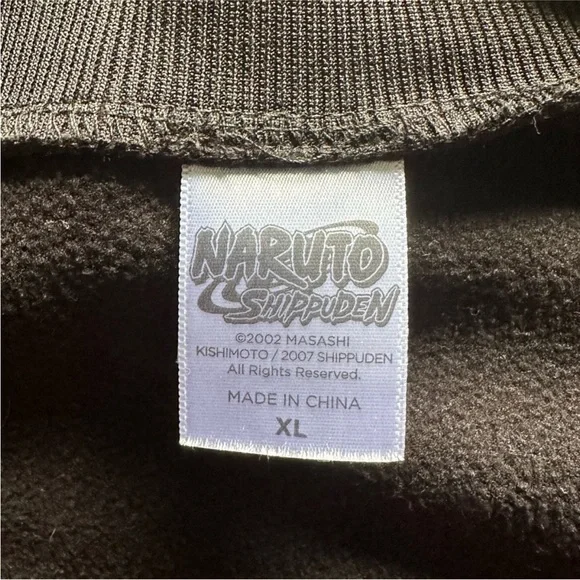 NARUTO
SHIPPUDEN
©2002 MASASHI
KISHIMOTO / 2007 SHIPPUDEN
All Rights Reserved.
MADE IN CHINA
XL